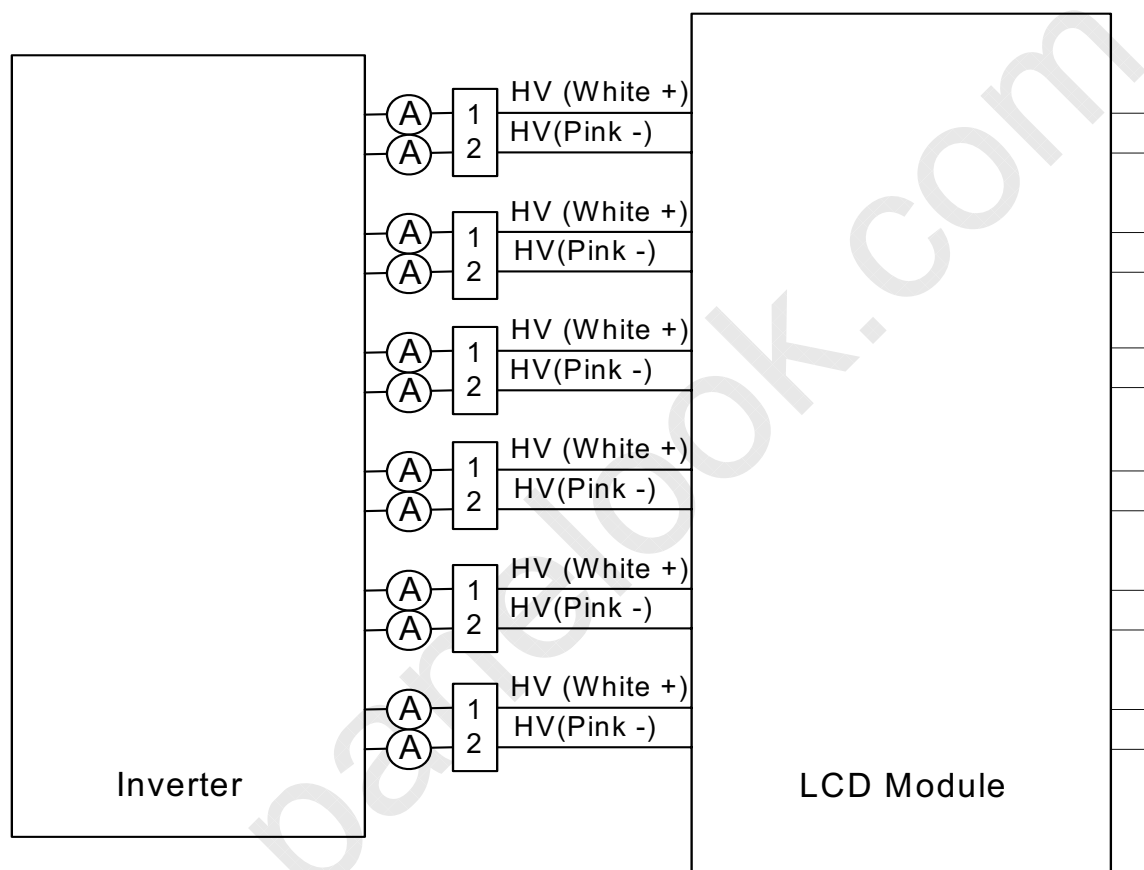 HV (White +)
A 1
HV(Pink -)
A 2
HV (White +)
A 1
HV(Pink -)
A 2
HV (White +)
A 1
HV(Pink -)
A 2
HV (White +)
A 1
HV(Pink -)
A 2
HV (White +)
A 1
HV(Pink -)
A 2
HV (White +)
A 1
HV(Pink -)
A 2
Inverter
LCD Module
panelook.com